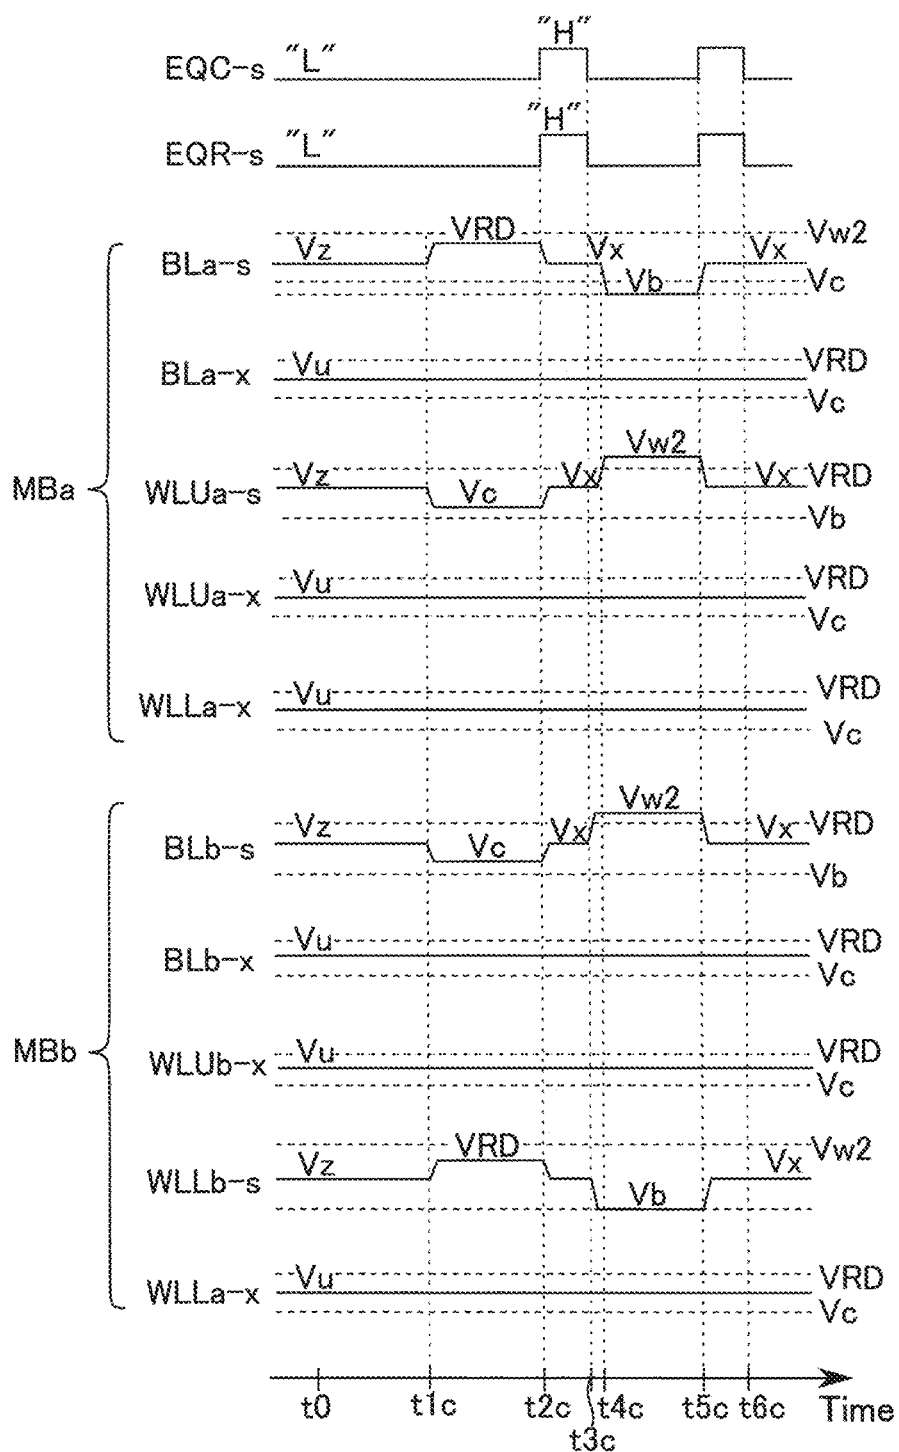 "H"
EQC-s "L"
"H"
EQR-s "L"
VRD Vw2
BLa-s Vz Vx Vb Vx Vc
BLa-x Vu VRD
Vc
Vw2
MBa WLUa-s Vz Vc Vx Vx VRD
Vb
WLUa-x Vu VRD
Vc
WLLa-x Vu VRD
Vc
Vw2
BLb-s Vz Vc Vx Vx VRD
Vb
BLb-x Vu VRD
Vc
MBb WLUb-x Vu VRD
Vc
VRD Vw2
WLLb-s Vz Vb Vx
WLLa-x Vu VRD
Vc
t0 t1c t2c t4c t5c t6c Time
t3c